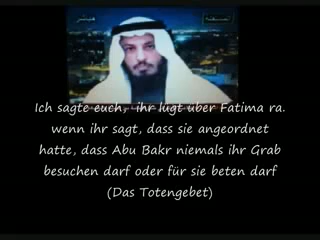 مباشر
Ich sagte euch, ihr lügt über Fatima ra.
wenn ihr sagt, dass sie angeordnet
hatte, dass Abu Bakr niemals ihr Grab
besuchen darf oder für sie beten darf
(Das Totengebet)